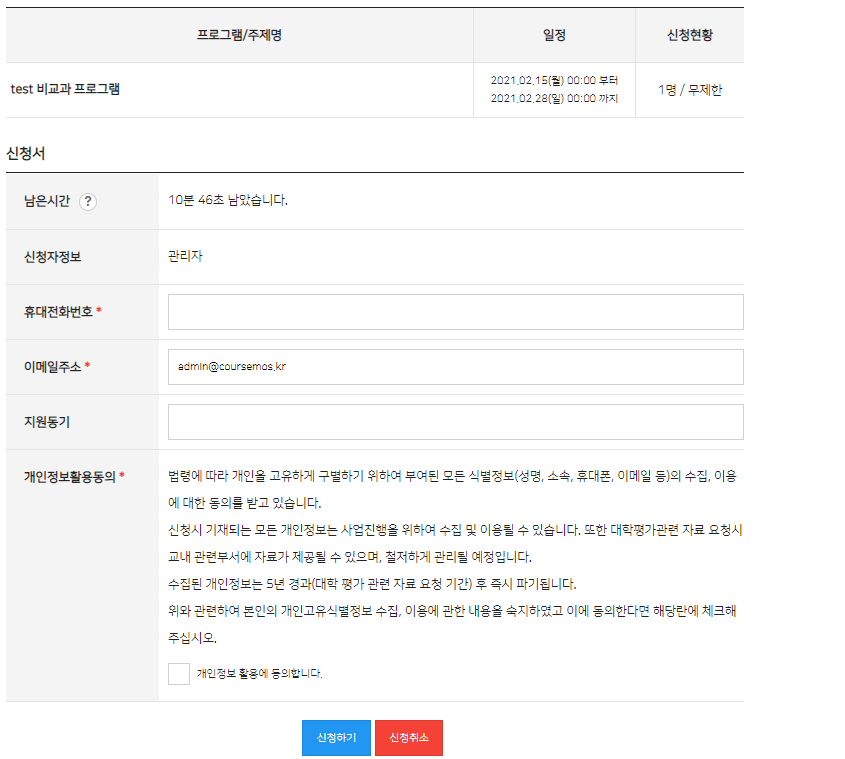 프로그램/주제명 일정 신청현황
test 비교과 프로그램 2021.02.15(월) 00:00 부터 1명 / 무제한
2021.02.28(일) 00:00 까지
신청서
남은시간 ? 10분 46초 남았습니다.
신청자정보 관리자
휴대전화번호 *
이메일주소 * admin@coursemos.kr
지원동기
개인정보활용동의 * 법령에 따라 개인을 고유하게 구별하기 위하여 부여된 모든 식별정보(성명, 소속, 휴대폰, 이메일 등)의 수집, 이용
에 대한 동의를 받고 있습니다.
신청시 기재되는 모든 개인정보는 사업진행을 위하여 수집 및 이용될 수 있습니다. 또한 대학평가관련 자료 요청시
교내 관련부서에 자료가 제공될 수 있으며, 철저하게 관리될 예정입니다.
수집된 개인정보는 5년 경과(대학 평가 관련 자료 요청 기간) 후 즉시 파기됩니다.
위와 관련하여 본인의 개인고유식별정보 수집, 이용에 관한 내용을 숙지하였고 이에 동의한다면 해당란에 체크해
주십시오.
개인정보 활용에 동의합니다.
신청하기 신청취소